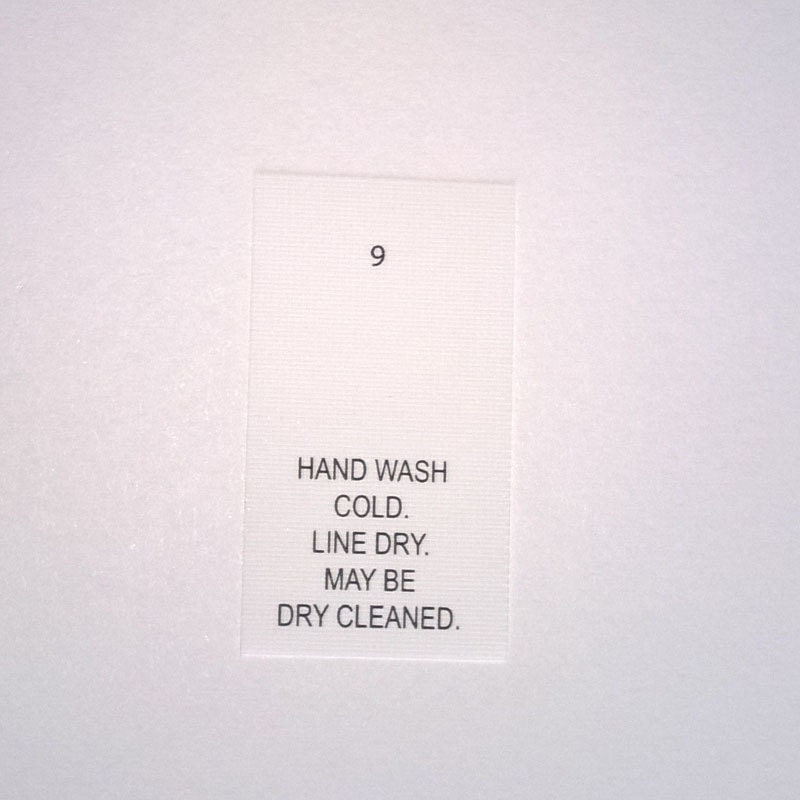 9
HAND WASH
COLD.
LINE DRY.
MAY BE
DRY CLEANED.